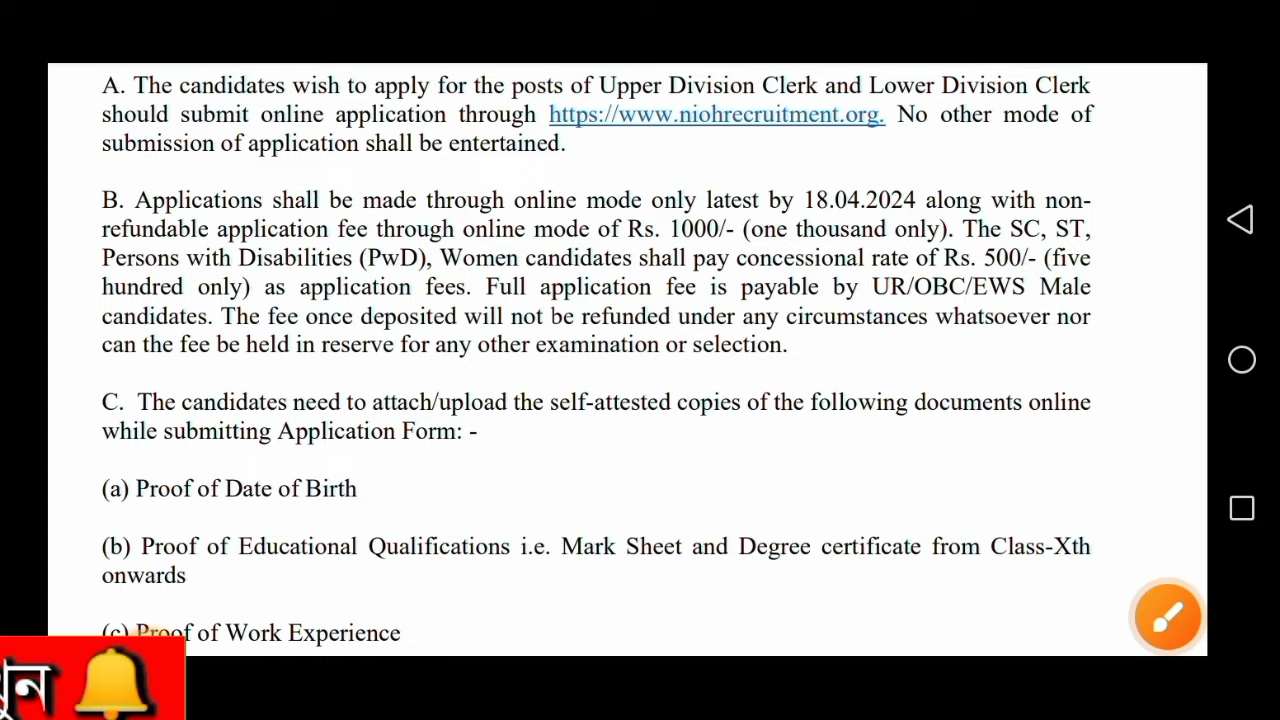 A. The candidates wish to apply for the posts of Upper Division Clerk and Lower Division Clerk
should submit online application through https://www.niohrecruitment.org. No other mode of
submission of application shall be entertained.
B. Applications shall be made through online mode only latest by 18.04.2024 along with non-
refundable application fee through online mode of Rs. 1000/- (one thousand only). The SC, ST,
Persons with Disabilities (PwD), Women candidates shall pay concessional rate of Rs. 500/- (five
hundred only) as application fees. Full application fee is payable by UR/OBC/EWS Male
candidates. The fee once deposited will not be refunded under any circumstances whatsoever nor
can the fee be held in reserve for any other examination or selection.
C. The candidates need to attach/upload the self-attested copies of the following documents online
while submitting Application Form: -
(a) Proof of Date of Birth
(b) Proof of Educational Qualifications i.e. Mark Sheet and Degree certificate from Class-Xth
onwards
(c) Proof of Work Experience